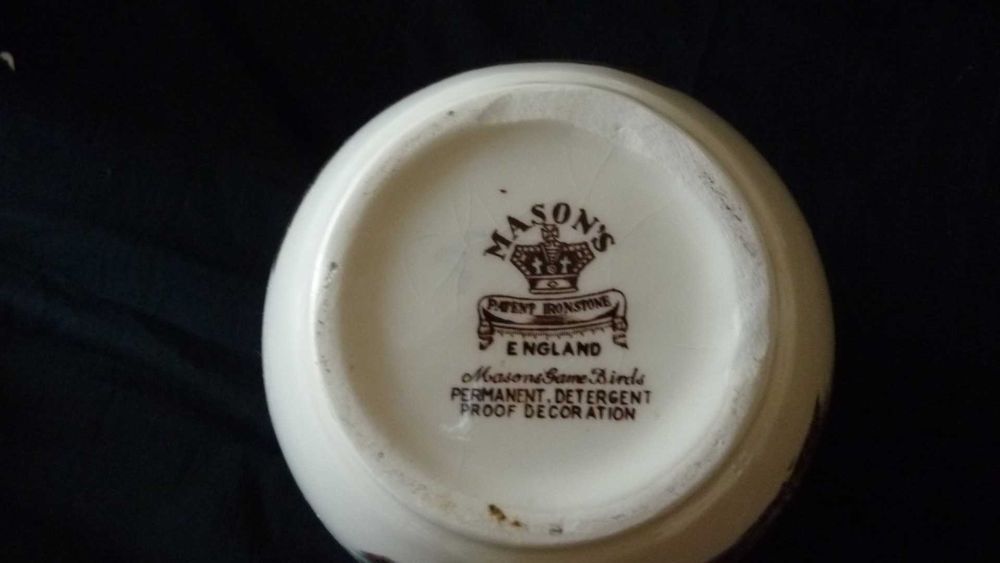 MASON'S
PATENT IRONSTONE
ENGLAND
Masons Game Birds
PERMANENT, DETERGENT
PROOF DECORATION